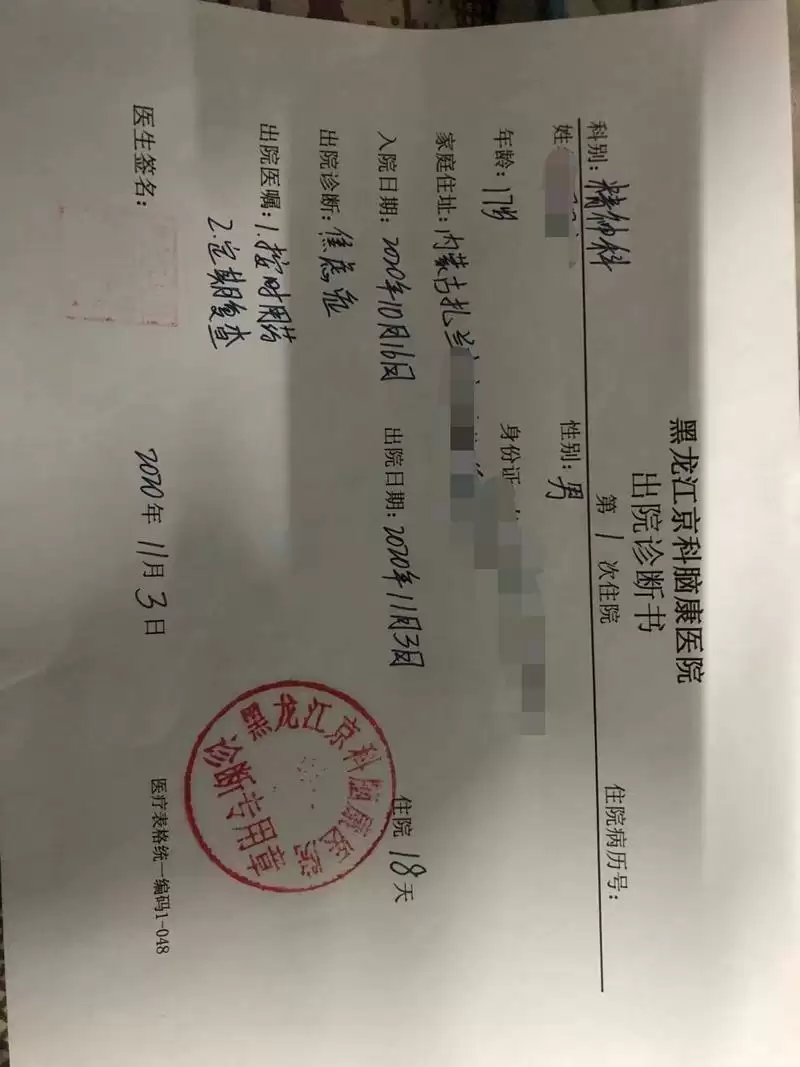 黑龙江京科脑康医院
出院诊断书
第 1 次住院 住院病历号:
科别: 精神科
姓 性别: 男
年龄: 17岁 身份证
家庭住址: 内蒙古扎兰
入院日期: 2020年10月16日 出院日期: 2020年11月3日 住院 18 天
出院诊断: 焦虑症
出院医嘱: 1.按时用药
2.定期复查
医生签名:
2020年 11月 3日
医疗表格统一编码1-048
黑龙江京科脑康医院
诊断专用章